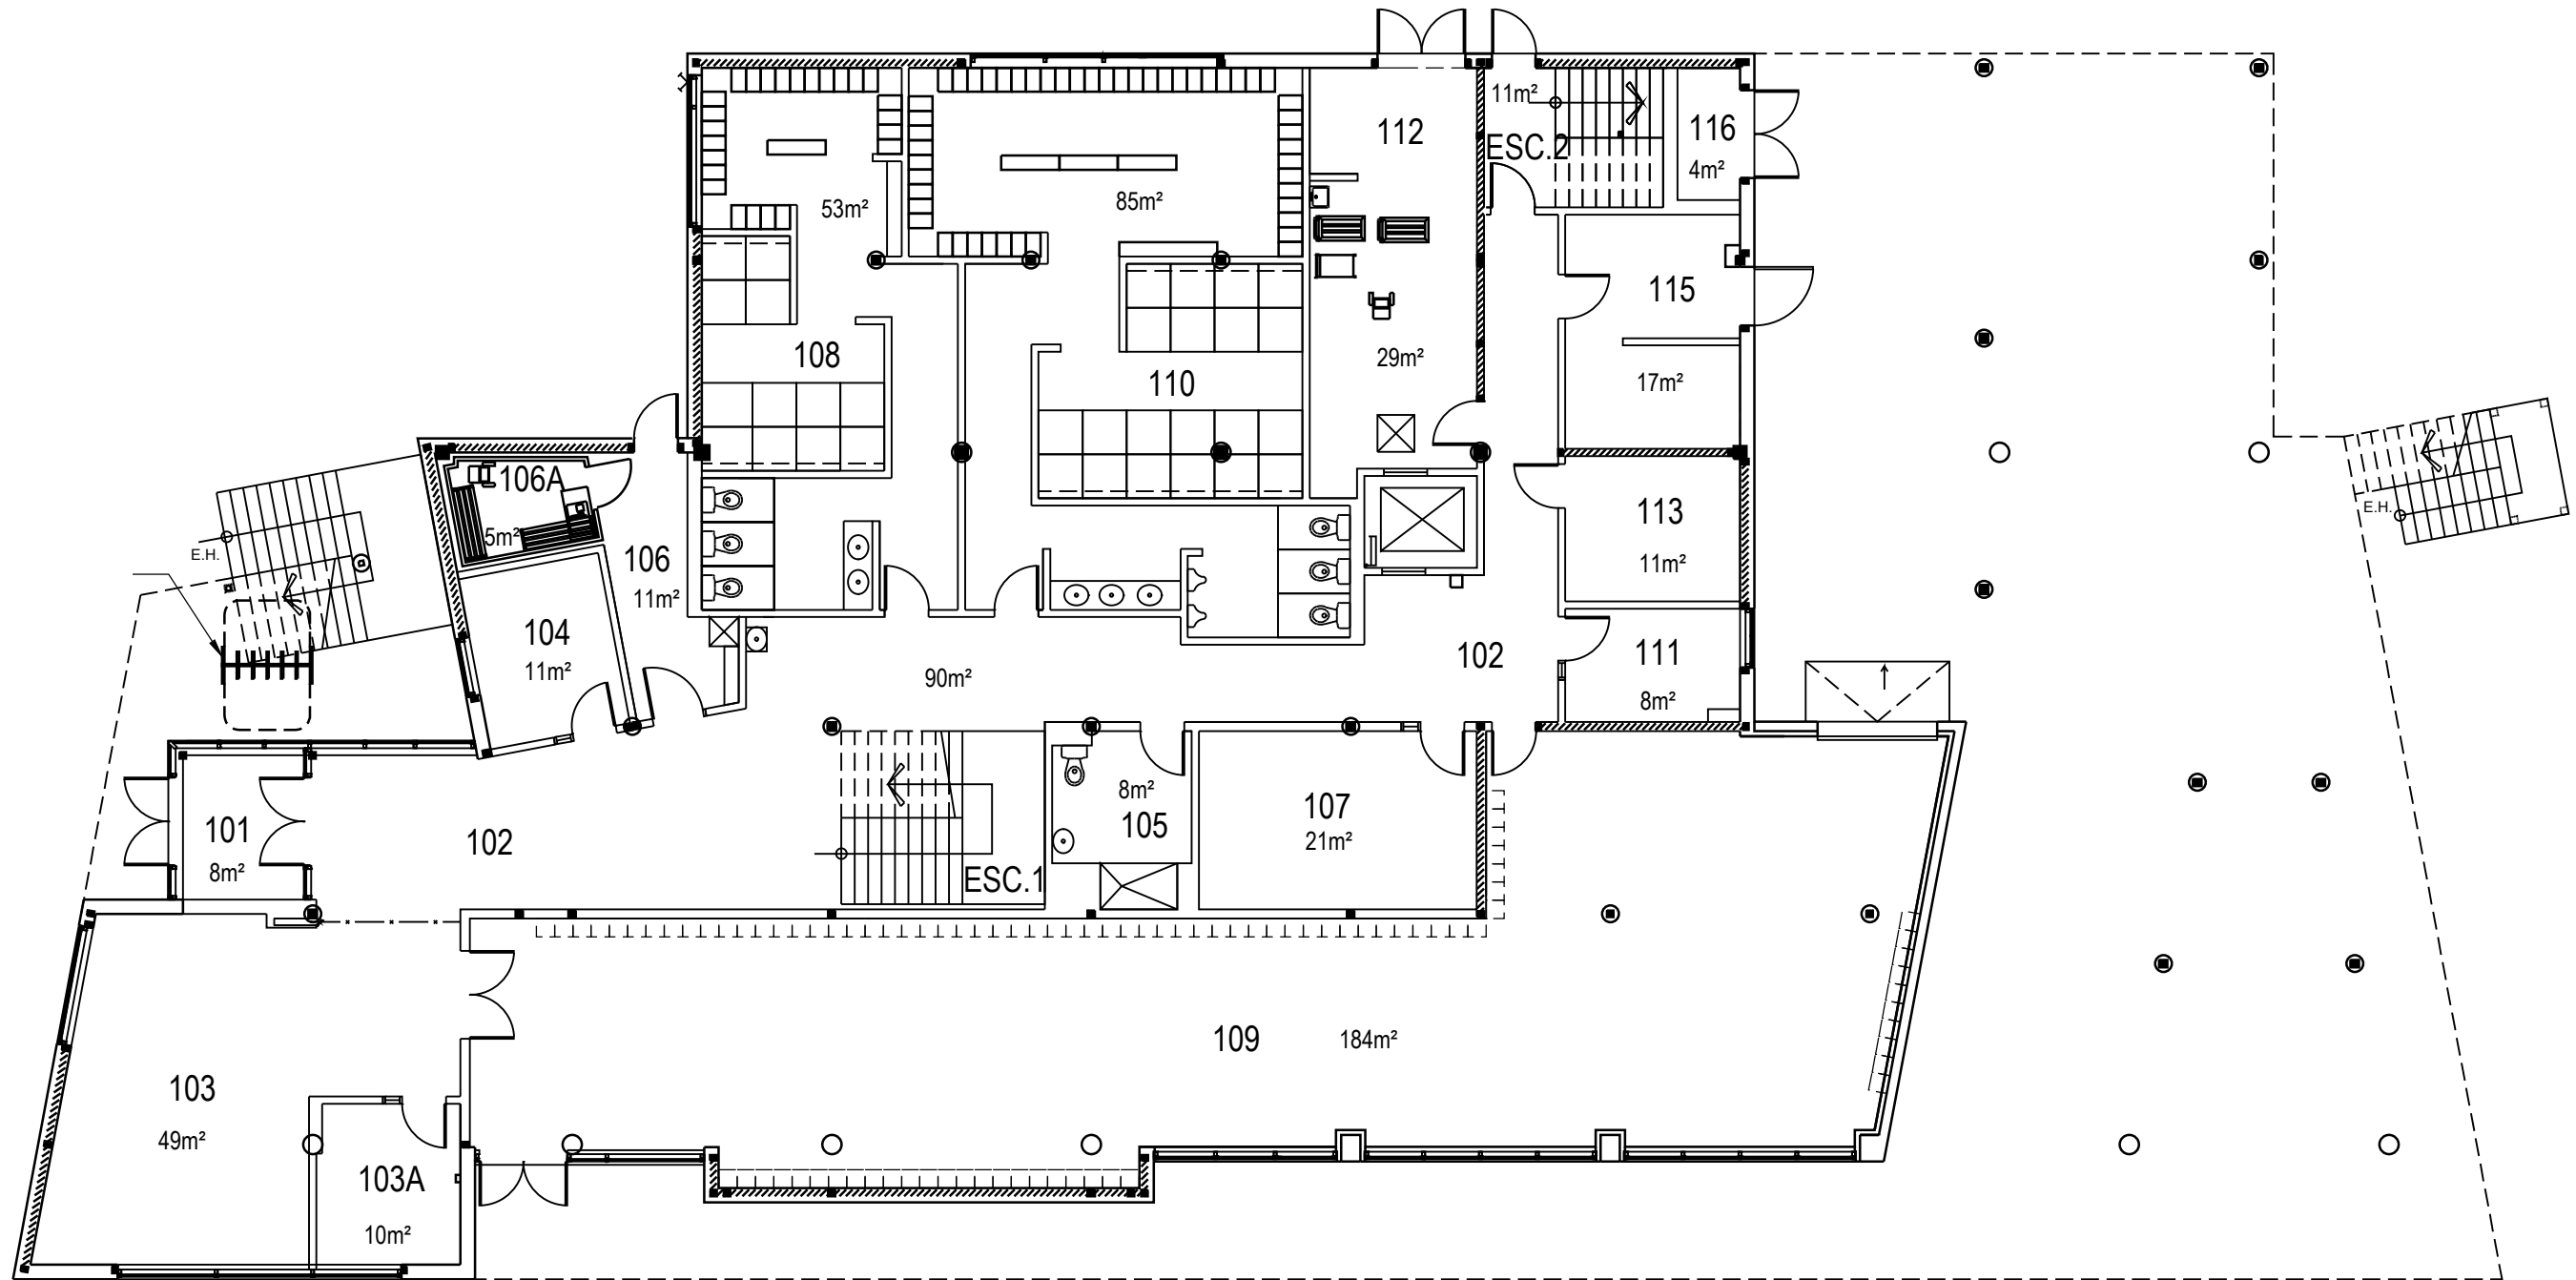 11m²
112
116
ESC.2
4m²
53m²
85m²
115
108
29m²
110
17m²
106A
E.H.
113
5m²
E.H.
106
11m²
11m²
104
11m²
102
111
90m²
8m²
8m²
107
105
21m²
101
102
8m²
ESC.1
109
184m²
103
49m²
103A
10m²